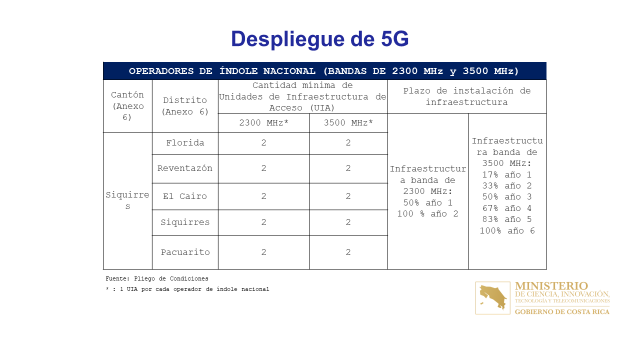 Despliegue de 5G
OPERADORES DE ÍNDOLE NACIONAL (BANDAS DE 2300 MHz y 3500 MHz)
Cantón
(Anexo
6)
Distrito
(Anexo 6)
Cantidad mínima de
Unidades de Infraestructura de
Acceso (UIA)
Plazo de instalación de
infraestructura
2300 MHz*
3500 MHz*
Siquirre
s
Florida 2 2
Reventazón 2 2
El Cairo 2 2
Siquirres 2 2
Pacuarito 2 2
Infraestructur
a banda de
2300 MHz:
50% año 1
100 % año 2
Infraestructu
ra banda de
3500 MHz:
17% año 1
33% año 2
50% año 3
67% año 4
83% año 5
100% año 6
Fuente: Pliego de Condiciones
* : 1 UIA por cada operador de índole nacional
MINISTERIO
DE CIENCIA, INNOVACIÓN,
TECNOLOGÍA Y TELECOMUNICACIONES
GOBIERNO DE COSTA RICA